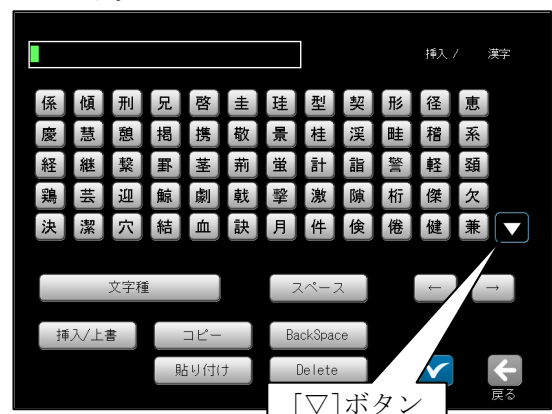 挿入 / 漢字
係 傾 刑 兄 啓 圭 珪 型 契 形 径 恵
慶 慧 憩 掲 携 敬 景 桂 渓 畦 稽 系
経 継 繋 罫 茎 荊 蛍 計 詣 警 軽 頚
鶏 芸 迎 鯨 劇 戟 撃 激 隙 桁 傑 欠
決 潔 穴 結 血 訣 月 件 倹 倦 健 兼 ▼
文字種 スペース ← →
挿入/上書 コピー BackSpace
貼り付け Delete
戻る
[▽]ボタン